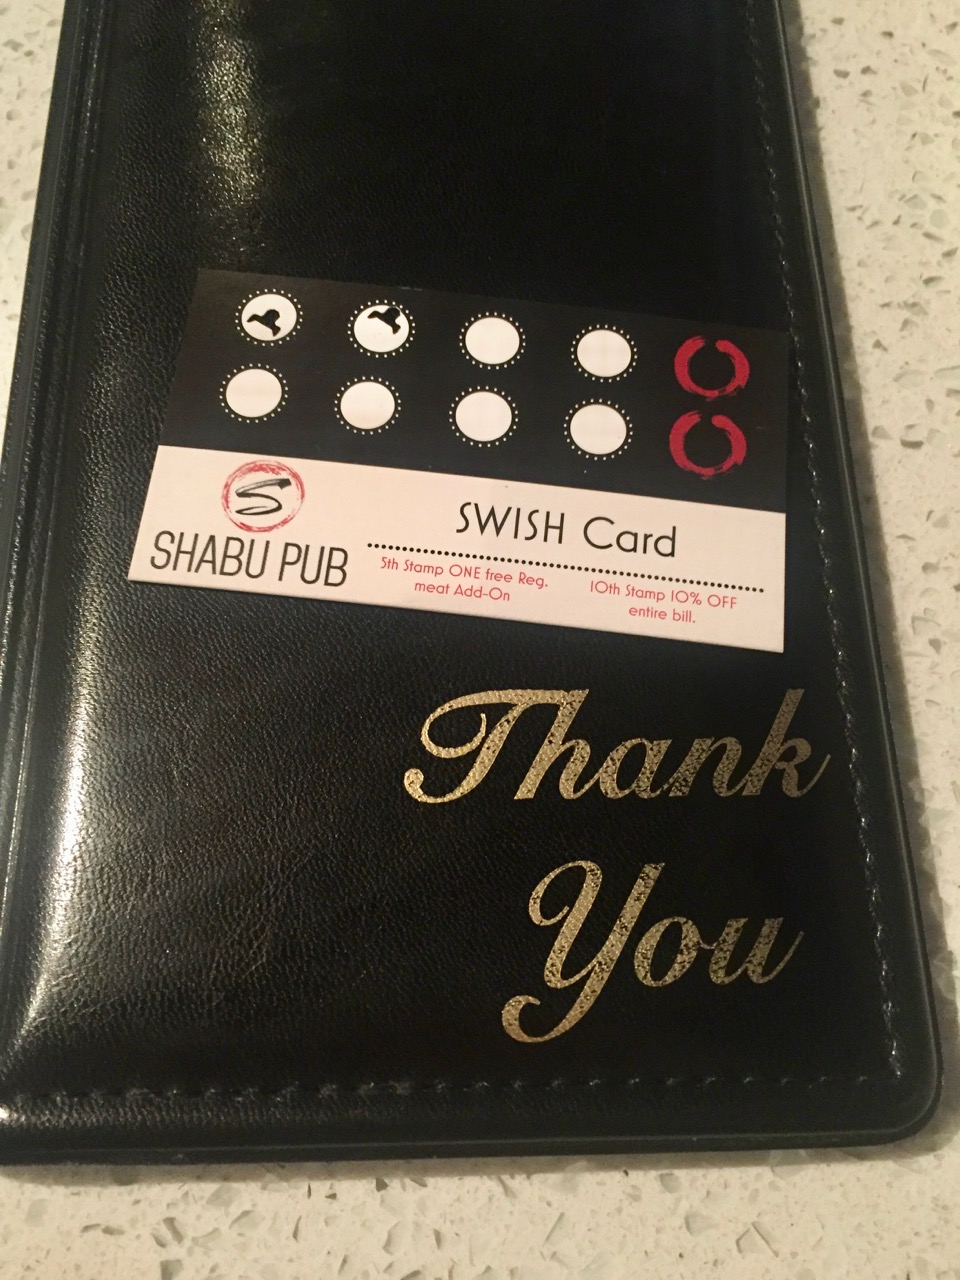 S
SHABU PUB
SWISH Card
5th Stamp ONE free Reg.
meat Add-On
10th Stamp 10% OFF
entire bill.
Thank
You